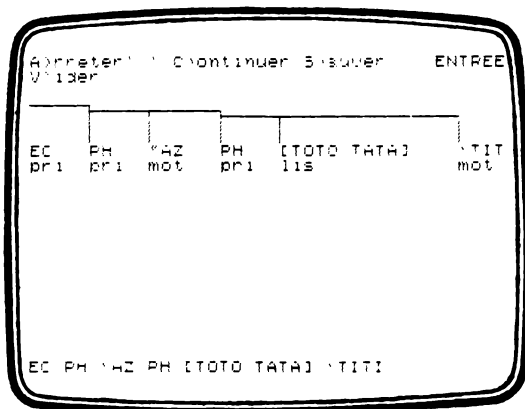 A)rreter C)ontinuer S)auver ENTREE
V)ider
EC PH "AZ PH [TOTO TATA] "TIT
pri pri mot pri lis mot
EC PH "AZ PH [TOTO TATA] "TITI